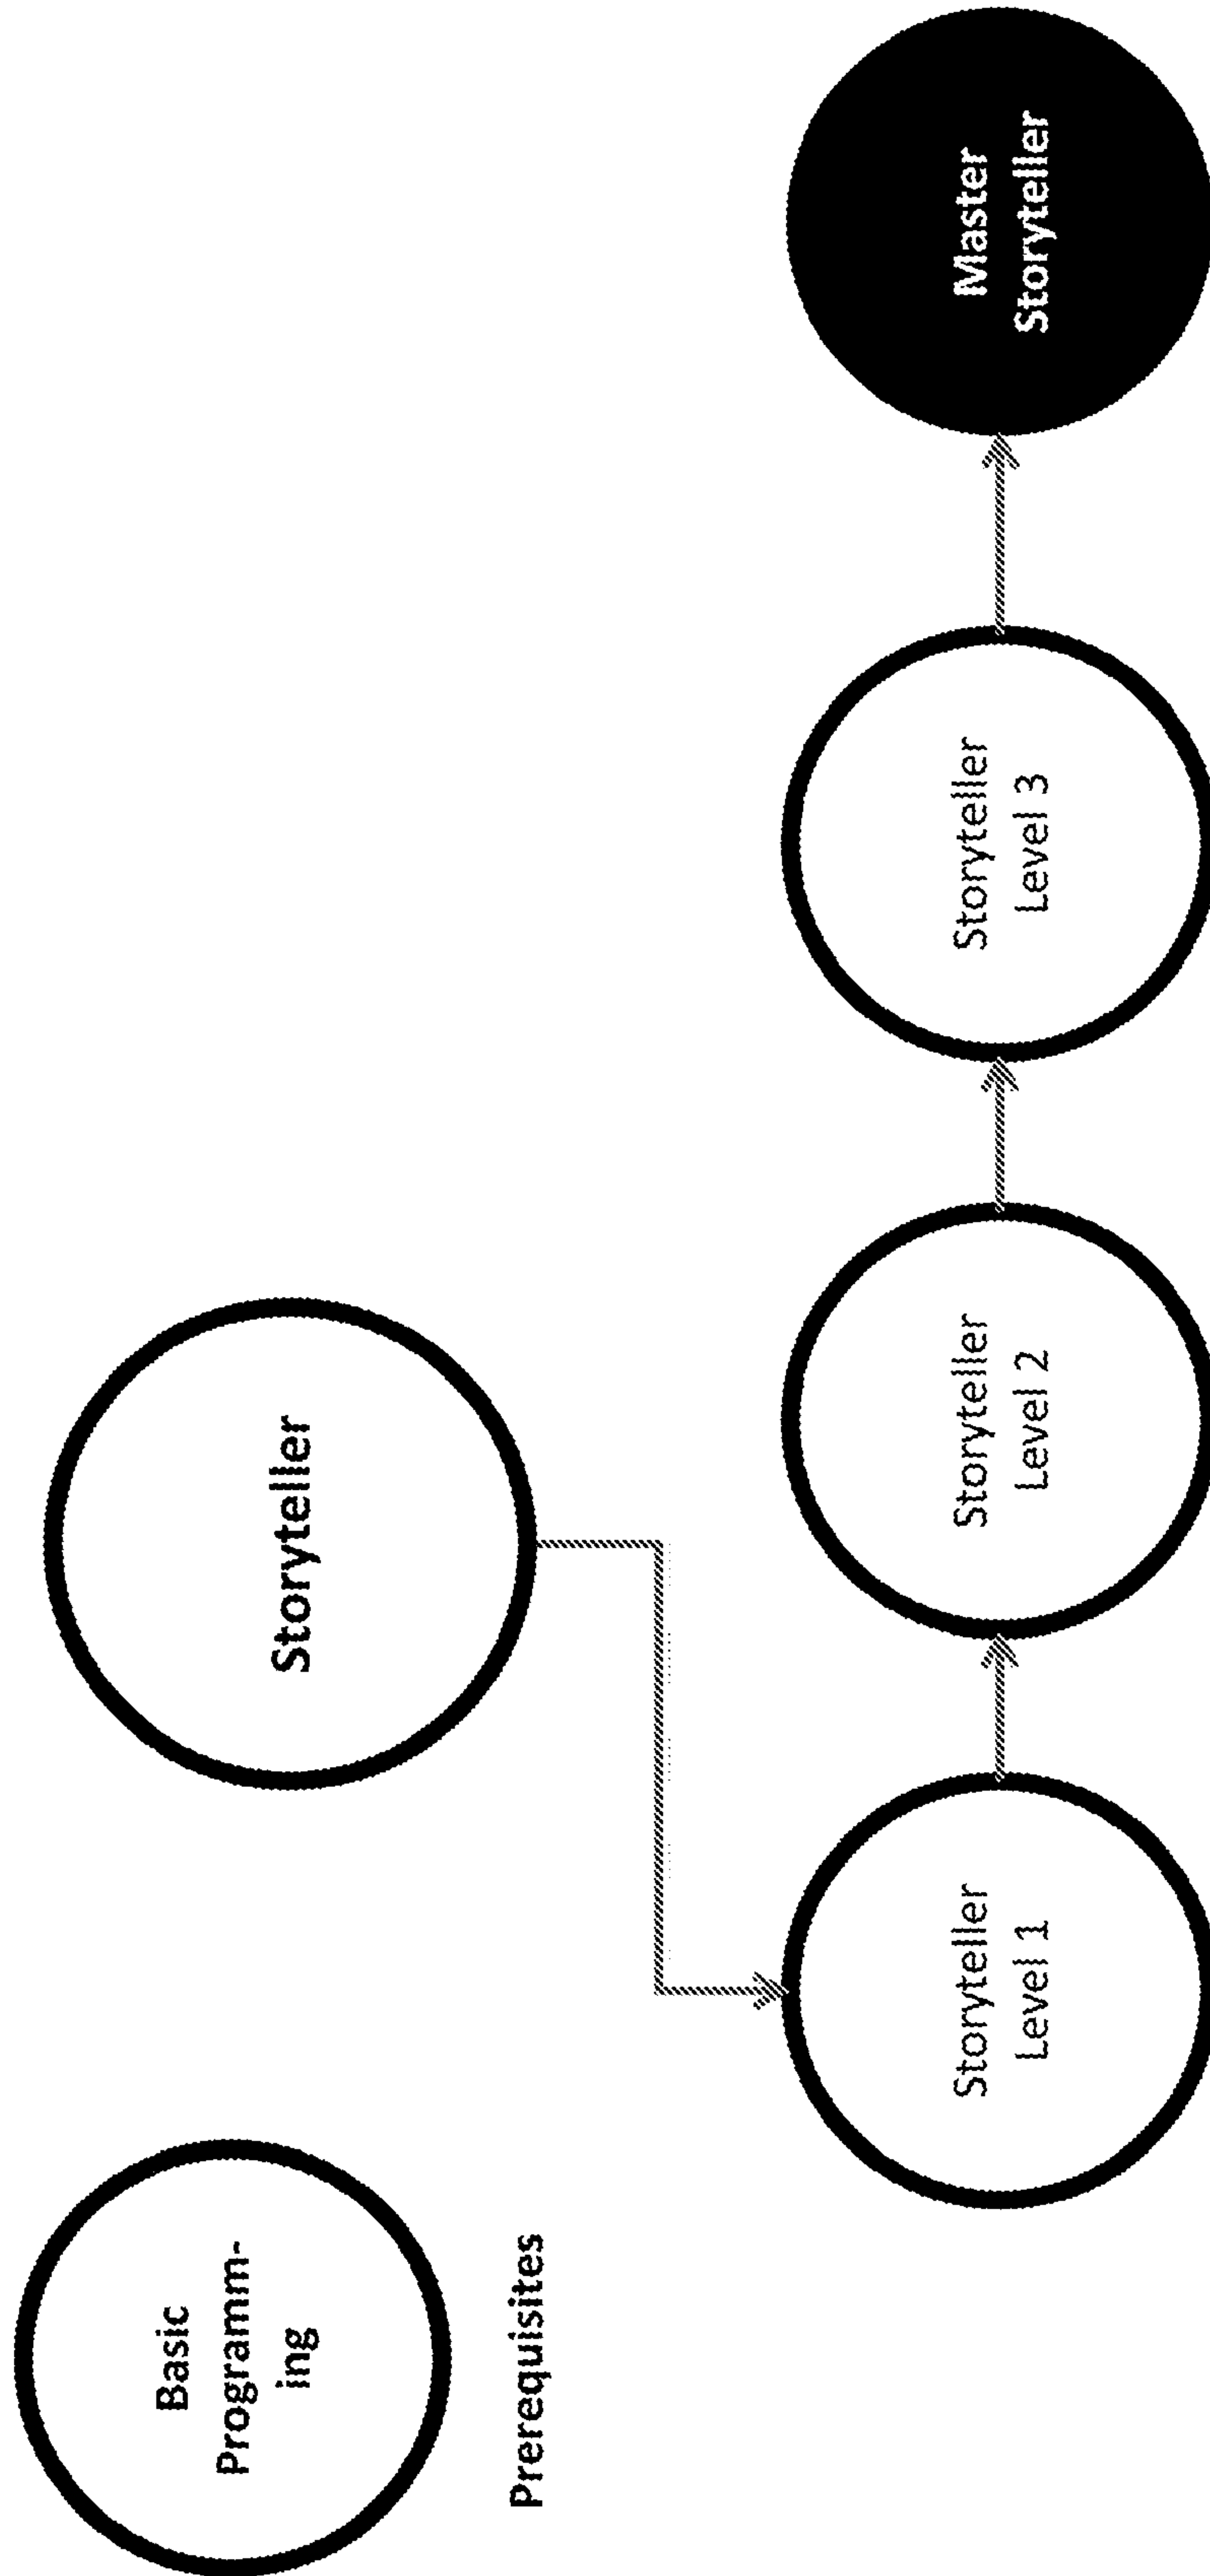 Basic
Programm-
ing
Prerequisites
Storyteller
Storyteller
Level 1
Storyteller
Level 2
Storyteller
Level 3
Master
Storyteller